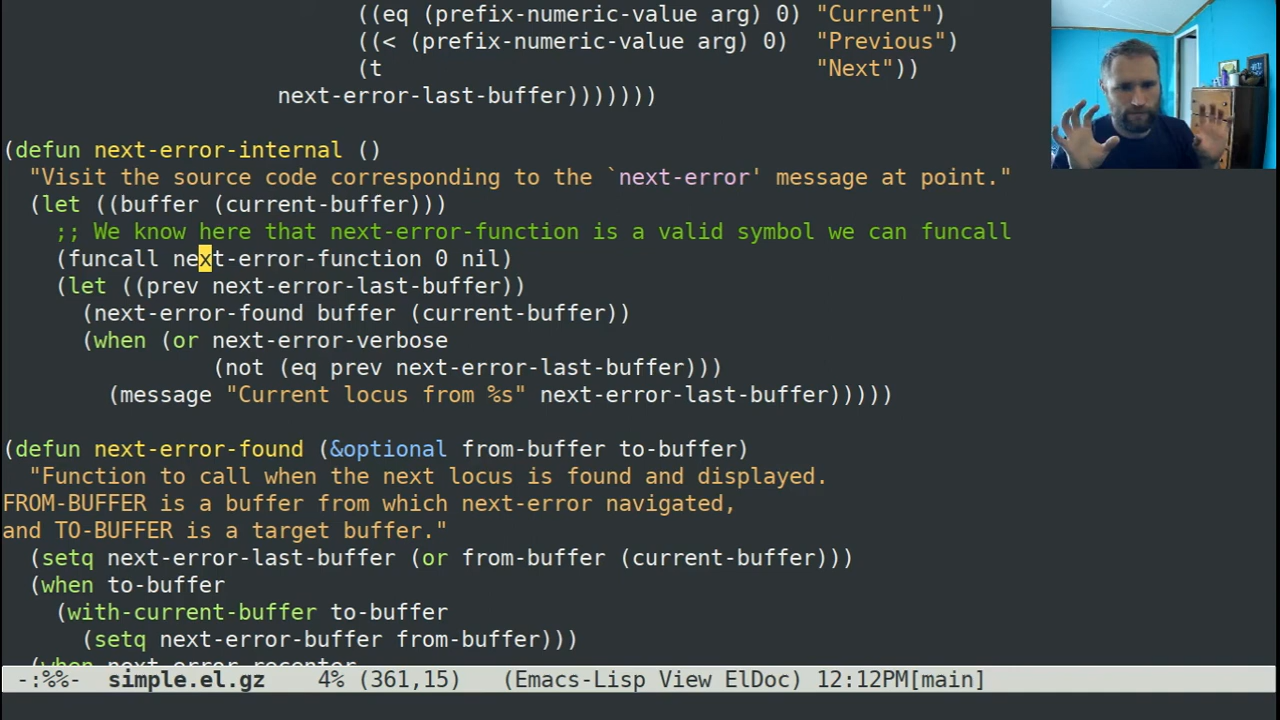 ((eq (prefix-numeric-value arg) 0) "Current")
((< (prefix-numeric-value arg) 0) "Previous")
(t "Next"))
next-error-last-buffer)))))))
(defun next-error-internal ()
"Visit the source code corresponding to the `next-error' message at point."
(let ((buffer (current-buffer)))
;; We know here that next-error-function is a valid symbol we can funcall
(funcall next-error-function 0 nil)
(let ((prev next-error-last-buffer))
(next-error-found buffer (current-buffer))
(when (or next-error-verbose
(not (eq prev next-error-last-buffer)))
(message "Current locus from %s" next-error-last-buffer)))))
(defun next-error-found (&optional from-buffer to-buffer)
"Function to call when the next locus is found and displayed.
FROM-BUFFER is a buffer from which next-error navigated,
and TO-BUFFER is a target buffer."
(setq next-error-last-buffer (or from-buffer (current-buffer)))
(when to-buffer
(with-current-buffer to-buffer
(setq next-error-buffer from-buffer)))
(when next-error-recenter
-:%%- simple.el.gz 4% (361,15) (Emacs-Lisp View ElDoc) 12:12PM[main]